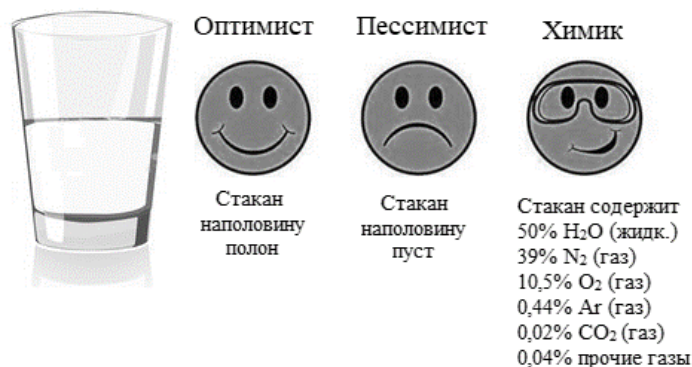 Оптимист
Стакан
наполовину
полон
Пессимист
Стакан
наполовину
пуст
Химик
Стакан содержит
50% H₂O (жидк.)
39% N₂ (газ)
10,5% O₂ (газ)
0,44% Ar (газ)
0,02% CO₂ (газ)
0,04% прочие газы